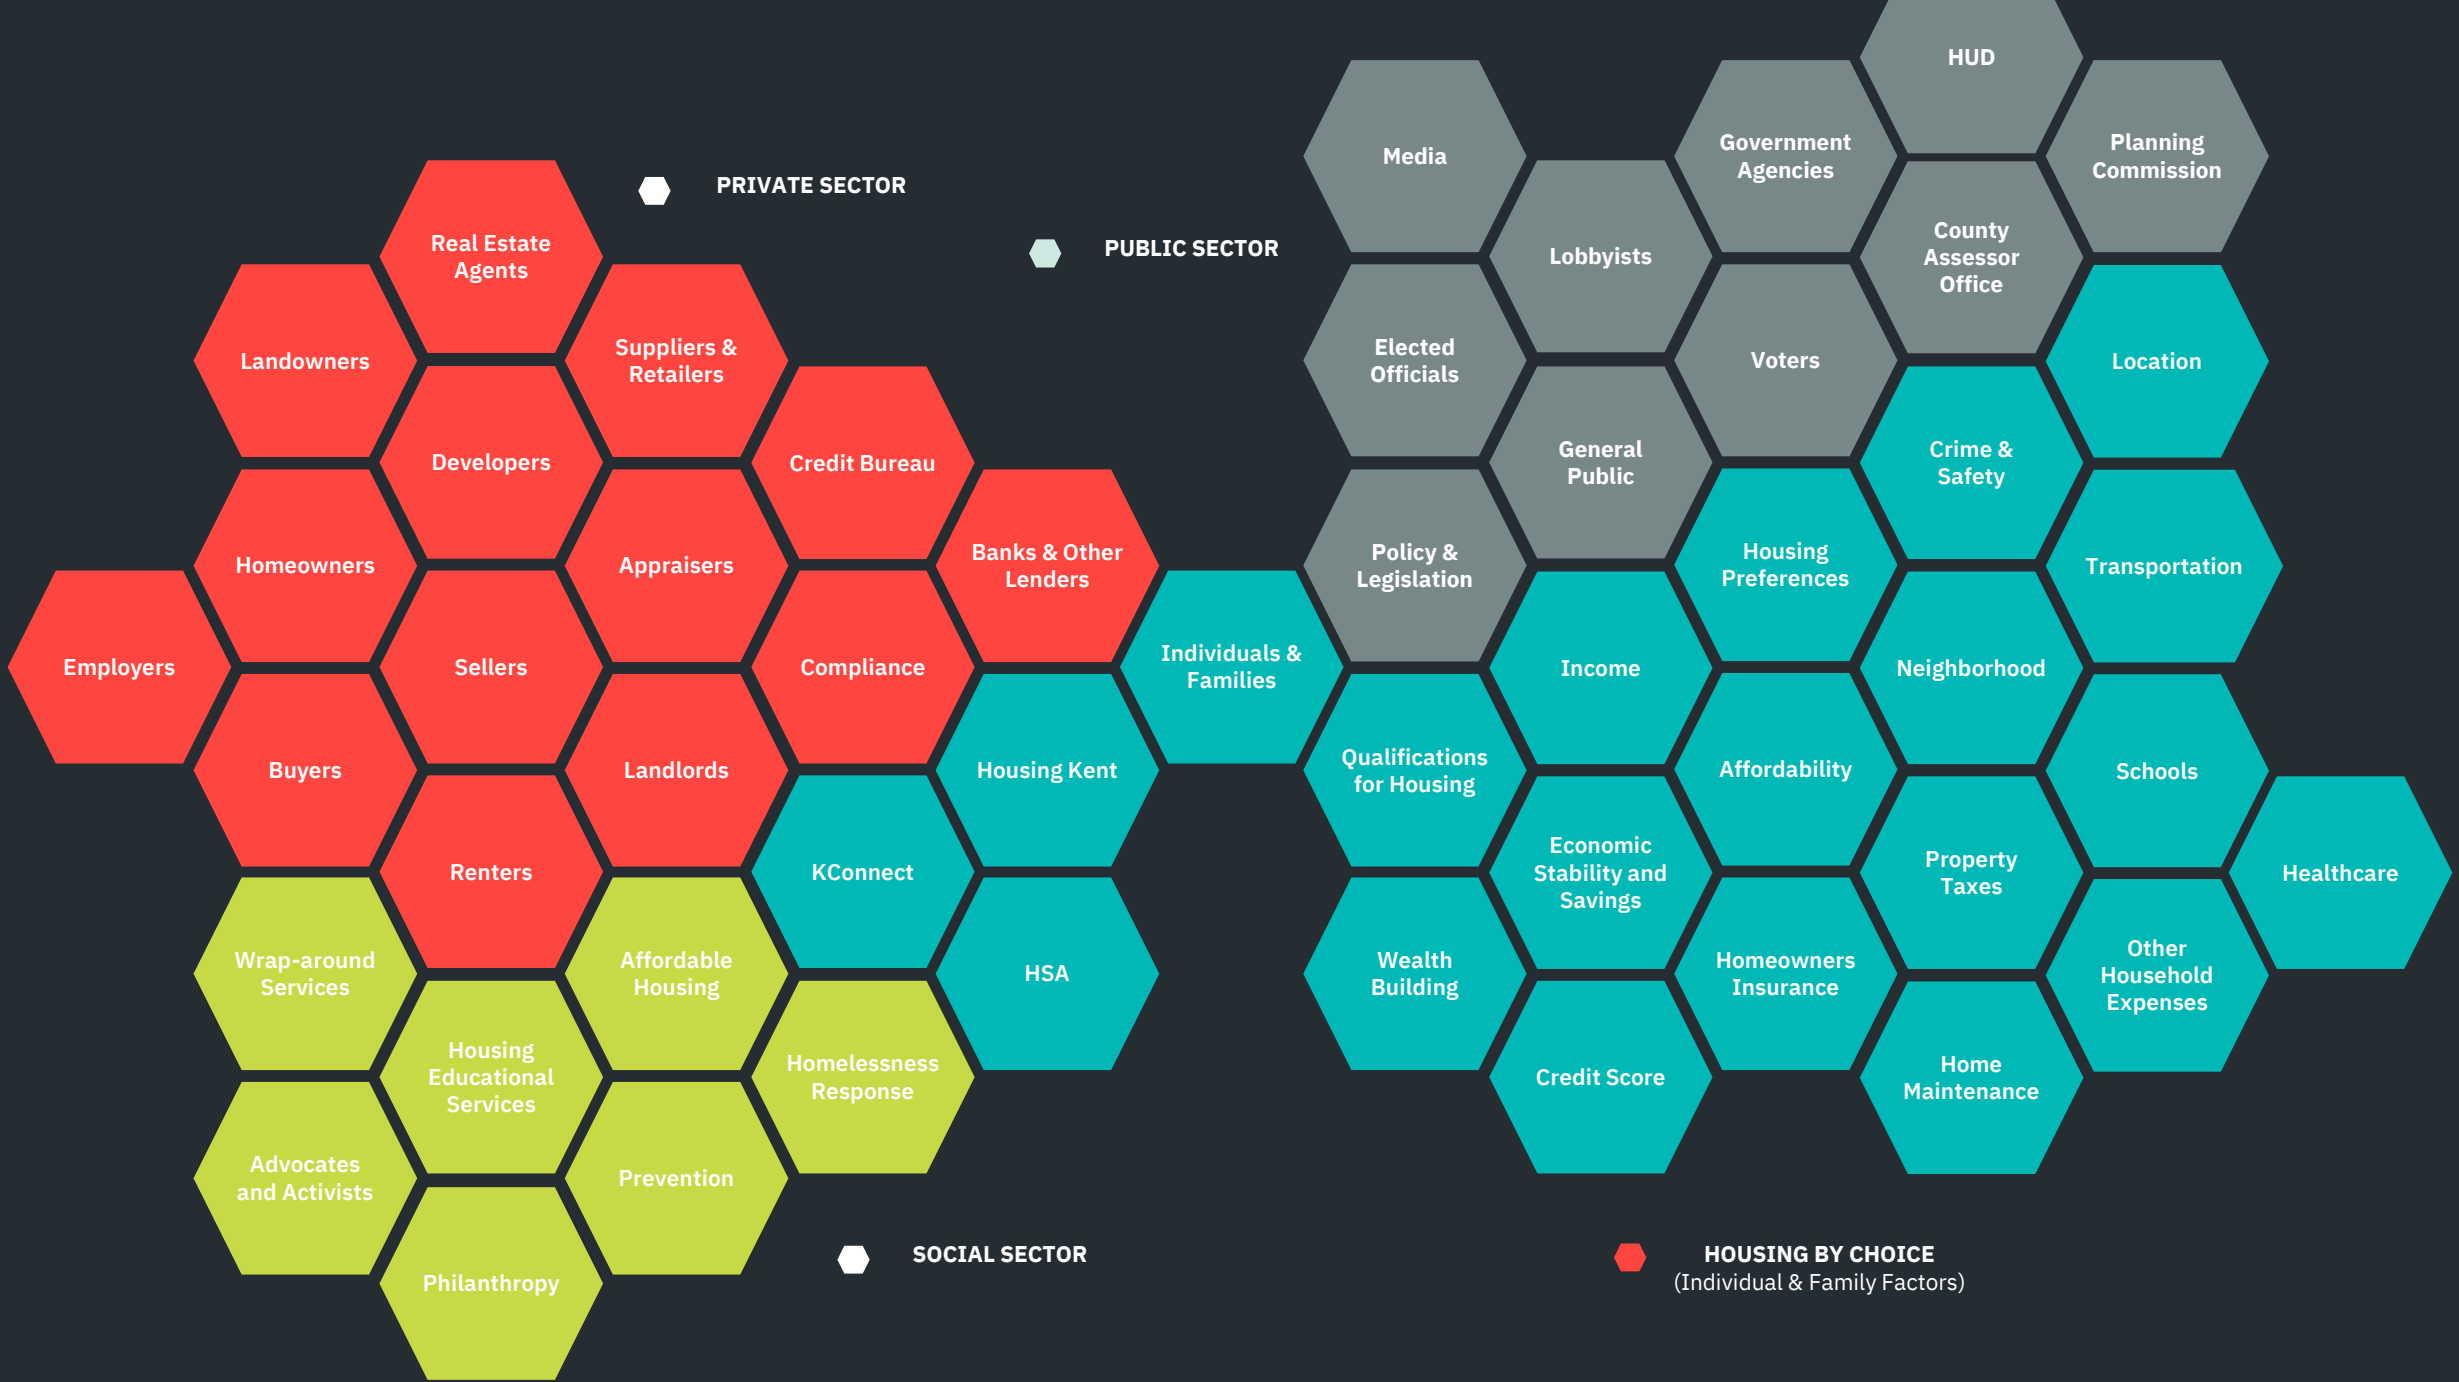 HUD
Media
Government
Agencies
Planning
Commission
PRIVATE SECTOR
PUBLIC SECTOR
Real Estate
Agents
Lobbyists
County
Assessor
Office
Landowners
Suppliers &
Retailers
Elected
Officials
Voters
Location
Developers
Credit Bureau
General
Public
Crime &
Safety
Homeowners
Appraisers
Banks & Other
Lenders
Policy &
Legislation
Housing
Preferences
Transportation
Employers
Sellers
Compliance
Individuals &
Families
Income
Neighborhood
Buyers
Landlords
Housing Kent
Qualifications
for Housing
Affordability
Schools
Renters
KConnect
Economic
Stability and
Savings
Property
Taxes
Healthcare
Wrap-around
Services
Affordable
Housing
HSA
Wealth
Building
Homeowners
Insurance
Other
Household
Expenses
Housing
Educational
Services
Homelessness
Response
Credit Score
Home
Maintenance
Advocates
and Activists
Prevention
Philanthropy
SOCIAL SECTOR
HOUSING BY CHOICE
(Individual & Family Factors)